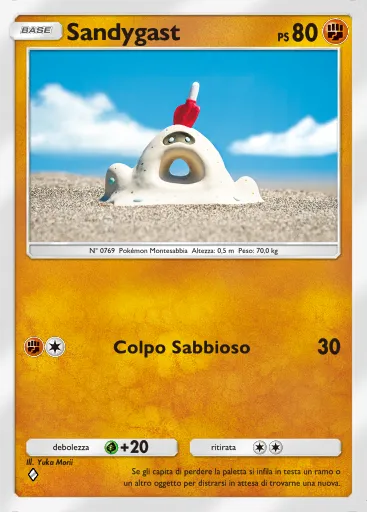 BASE
Sandygast
PS 80
N° 0769 Pokémon Montesabbia Altezza: 0,5 m Peso: 70,0 kg
Colpo Sabbioso 30
debolezza +20
ritirata
Ill. Yuka Morii
Se gli capita di perdere la paletta si infila in testa un ramo o
un altro oggetto per distrarsi in attesa di trovarne una nuova.